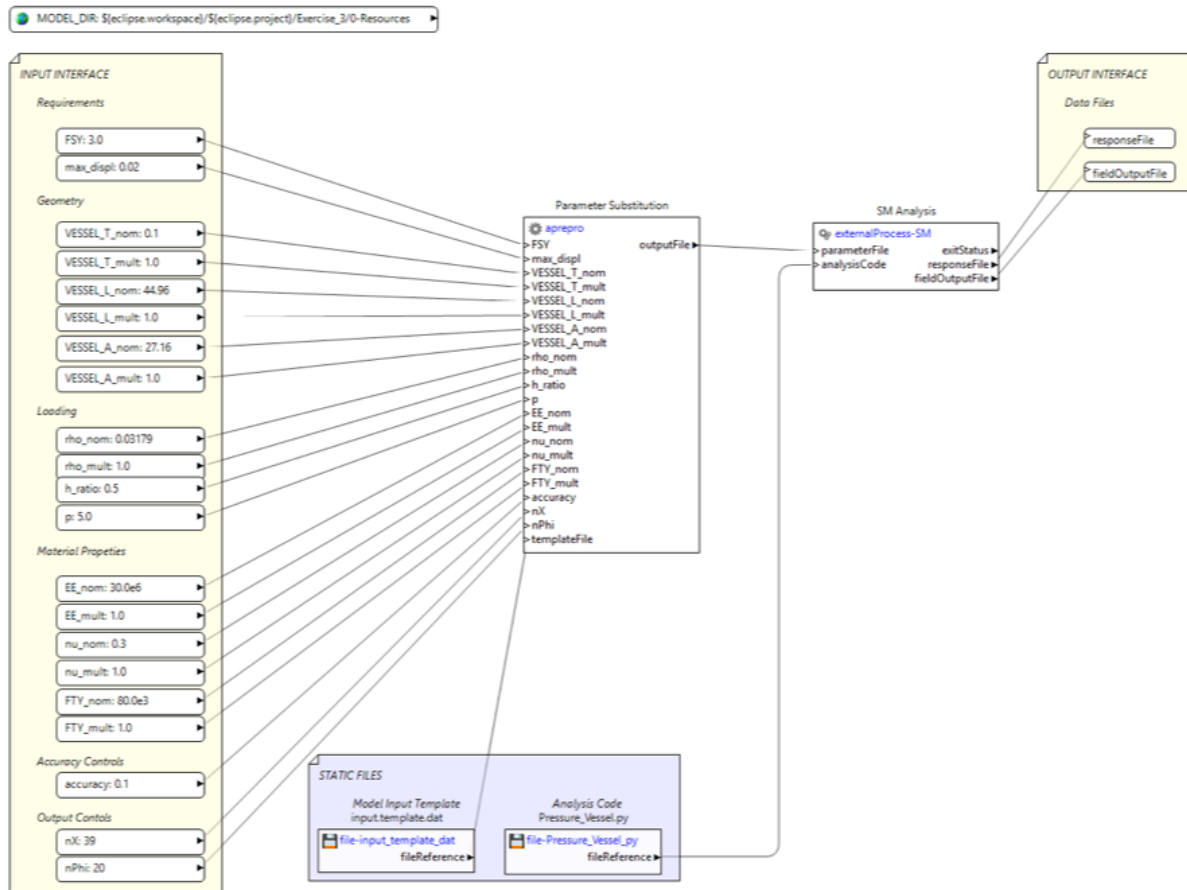 MODEL_DIR: ${eclipse.workspace}/${eclipse.project}/Exercise_3/0-Resources
INPUT INTERFACE
Requirements
FSY: 3.0
max_displ: 0.02
Geometry
VESSEL_T_nom: 0.1
VESSEL_T_mult: 1.0
VESSEL_L_nom: 44.96
VESSEL_L_mult: 1.0
VESSEL_A_nom: 27.16
VESSEL_A_mult: 1.0
Loading
rho_nom: 0.03179
rho_mult: 1.0
h_ratio: 0.5
p: 5.0
Material Propeties
EE_nom: 30.0e6
EE_mult: 1.0
nu_nom: 0.3
nu_mult: 1.0
FTY_nom: 80.0e3
FTY_mult: 1.0
Accuracy Controls
accuracy: 0.1
Output Contols
nX: 39
nPhi: 20
Parameter Substitution
aprepro
FSY outputFile
max_displ
VESSEL_T_nom
VESSEL_T_mult
VESSEL_L_nom
VESSEL_L_mult
VESSEL_A_nom
VESSEL_A_mult
rho_nom
rho_mult
h_ratio
p
EE_nom
EE_mult
nu_nom
nu_mult
FTY_nom
FTY_mult
accuracy
nX
nPhi
templateFile
STATIC FILES
Model Input Template
input.template.dat
file-input_template_dat
fileReference
Analysis Code
Pressure_Vessel.py
file-Pressure_Vessel_py
fileReference
SM Analysis
externalProcess-SM
parameterFile exitStatus
analysisCode responseFile
fieldOutputFile
OUTPUT INTERFACE
Data Files
responseFile
fieldOutputFile